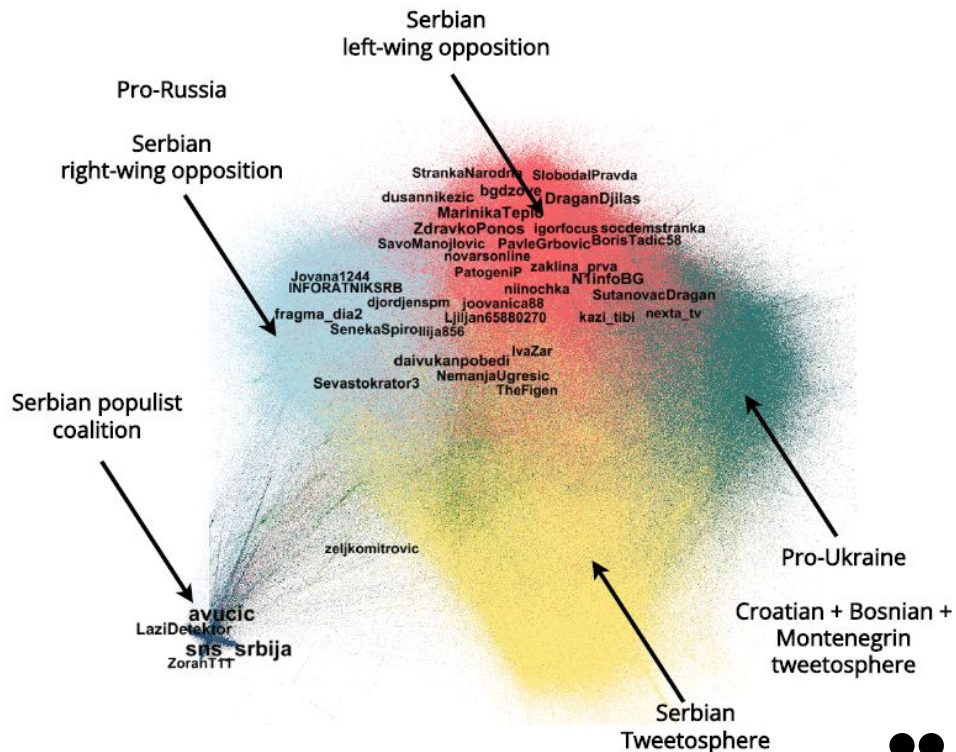 Serbian
left-wing opposition
Pro-Russia
Serbian
right-wing opposition
StrankaNarodna
SlobodaIPravda
bgdzove
dusannikezic
DraganDjilas
MarinikaTepic
ZdravkoPonos
igorfocus
socdemstranka
SavoManojlovic
PavleGrbovic
BorisTadic58
novarsonline
zaklina_prva
PatogeniP
N1infoBG
Jovana1244
INFORATNIKSRB
niinochka
SutanovacDragan
djordjenspm
joovanica88
fragma_dia2
Ljiljan65880270
kazi_tibi
nexta_tv
SenekaSpiro
Ilija856
IvaZar
daivukanpobedi
NemanjaUgresic
Sevastokrator3
TheFigen
Serbian populist
coalition
zeljkomitrovic
Pro-Ukraine
avucic
LaziDetektor
sns_srbija
ZoranT11
Croatian + Bosnian +
Montenegrin
tweetosphere
Serbian
Tweetosphere